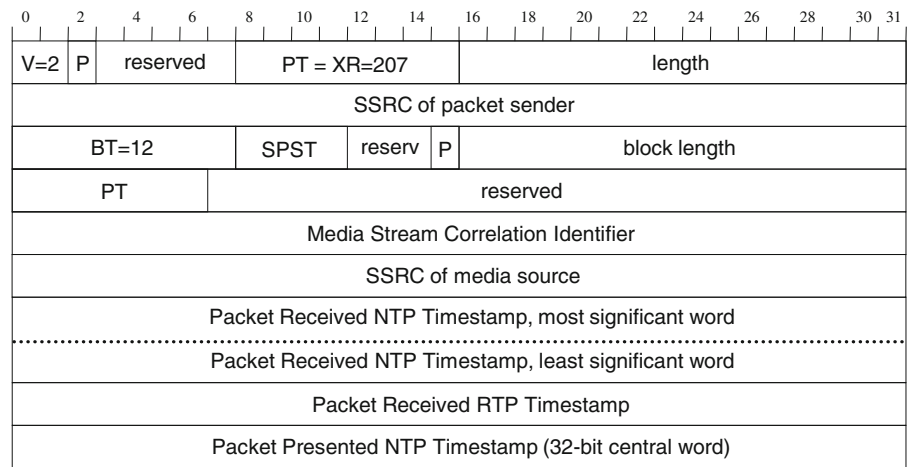 0 2 4 6 8 10 12 14 16 18 20 22 24 26 28 30 31
V=2 P reserved PT = XR=207 length
SSRC of packet sender
BT=12 SPST reserv P block length
PT reserved
Media Stream Correlation Identifier
SSRC of media source
Packet Received NTP Timestamp, most significant word
Packet Received NTP Timestamp, least significant word
Packet Received RTP Timestamp
Packet Presented NTP Timestamp (32-bit central word)